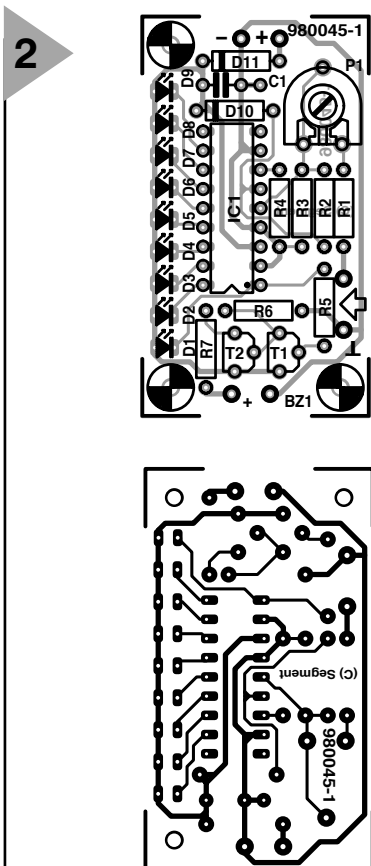 2
− + 980045-1
D11
P1
D9
C1
D10
D8
D7
D6
D5
D4
D3
D2
D1
IC1
R4
R3
R2
R1
R5
R6
R7
T2
T1
+ BZ1
(C) Segment
980045-1